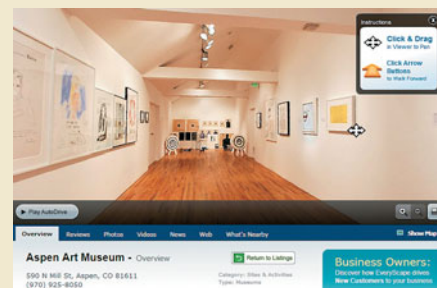 Instructions
Click & Drag
in Viewer to Pan
Click Arrow
Buttons
to Walk Forward
Play AutoDrive
Overview
Reviews
Photos
Videos
News
Web
What's Nearby
Show Map
Aspen Art Museum - Overview
Return to Listings
590 N Mill St, Aspen, CO 81611
(970) 925-8050
Category: Sites & Activities
Type: Museums
Business Owners:
Discover how EveryScape drives
New Customers to your business